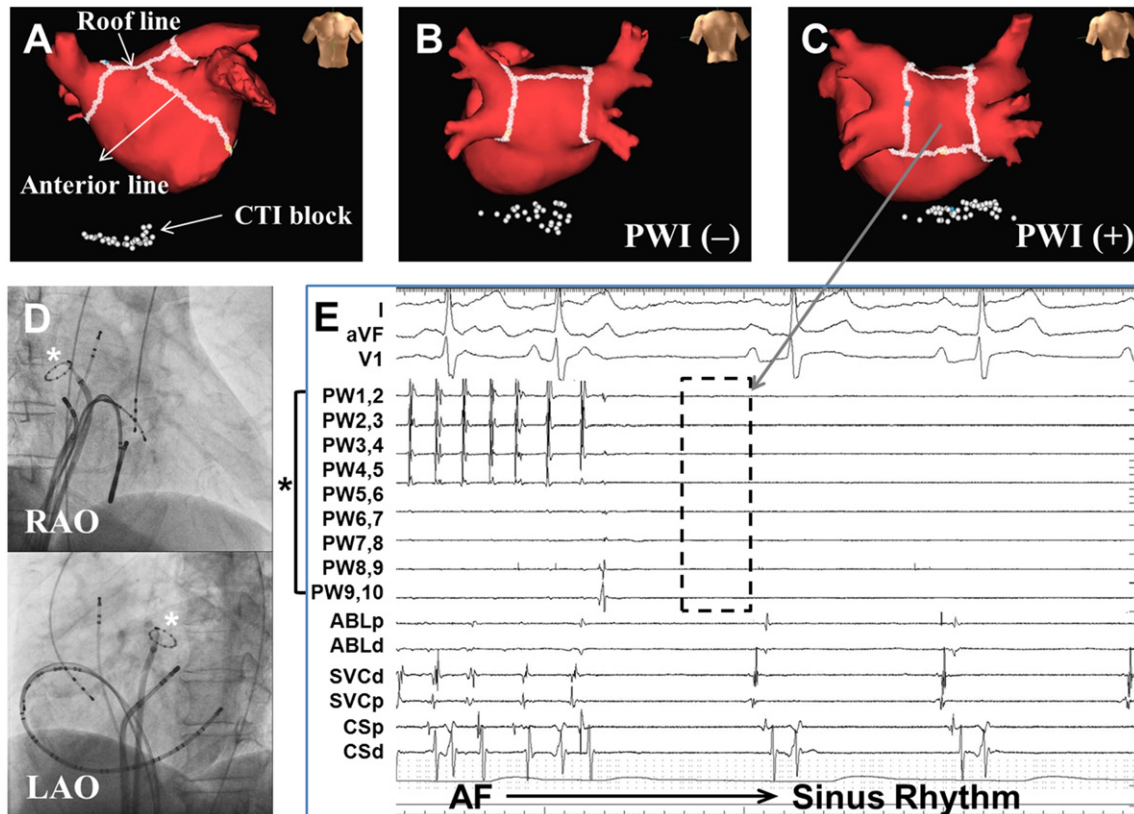 A
Roof line
Anterior line
CTI block
B
PWI (–)
C
PWI (+)
D
*
RAO
*
LAO
E
I
aVF
V1
*
PW1,2
PW2,3
PW3,4
PW4,5
PW5,6
PW6,7
PW7,8
PW8,9
PW9,10
ABLp
ABLd
SVCd
SVCp
CSp
CSd
AF
Sinus Rhythm